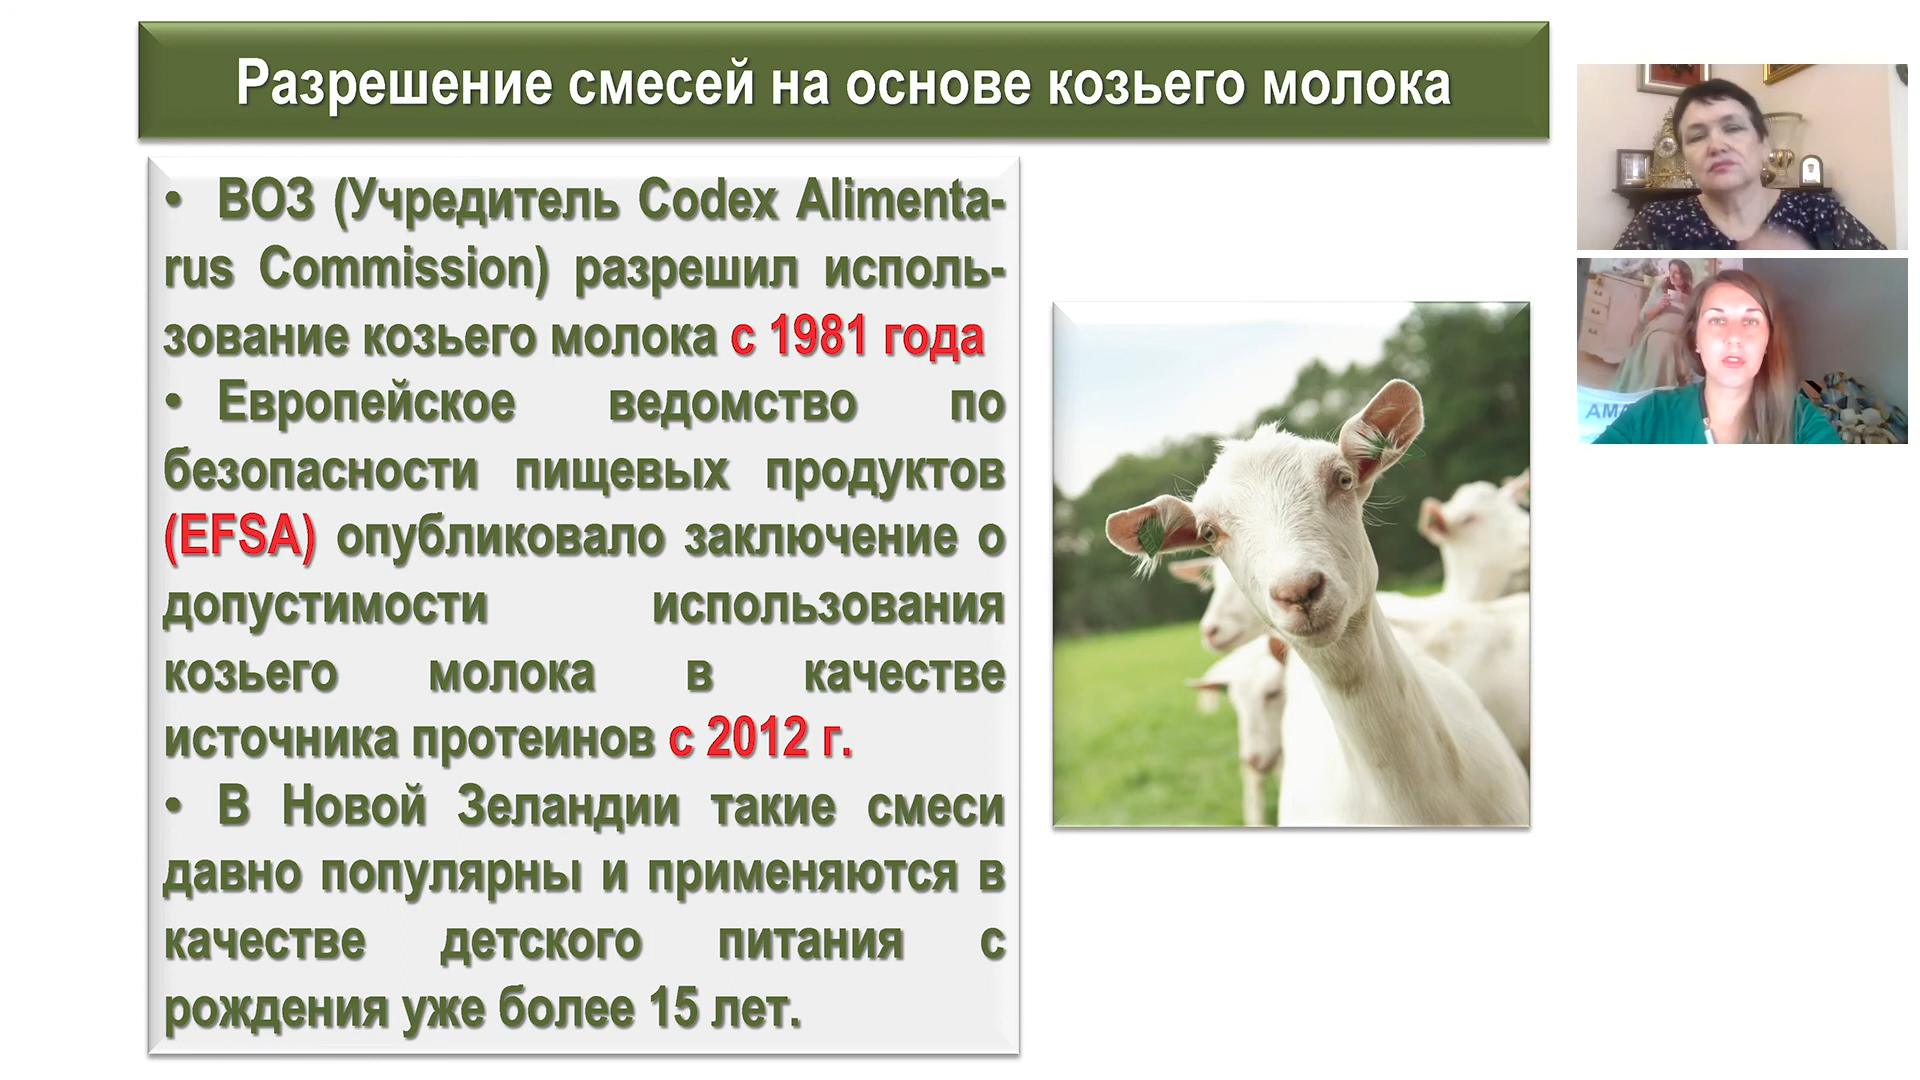 Разрешение смесей на основе козьего молока
• ВОЗ (Учредитель Codex Alimenta-
rus Commission) разрешил исполь-
зование козьего молока с 1981 года
• Европейское ведомство по
безопасности пищевых продуктов
(EFSA) опубликовало заключение о
допустимости использования
козьего молока в качестве
источника протеинов с 2012 г.
• В Новой Зеландии такие смеси
давно популярны и применяются в
качестве детского питания с
рождения уже более 15 лет.